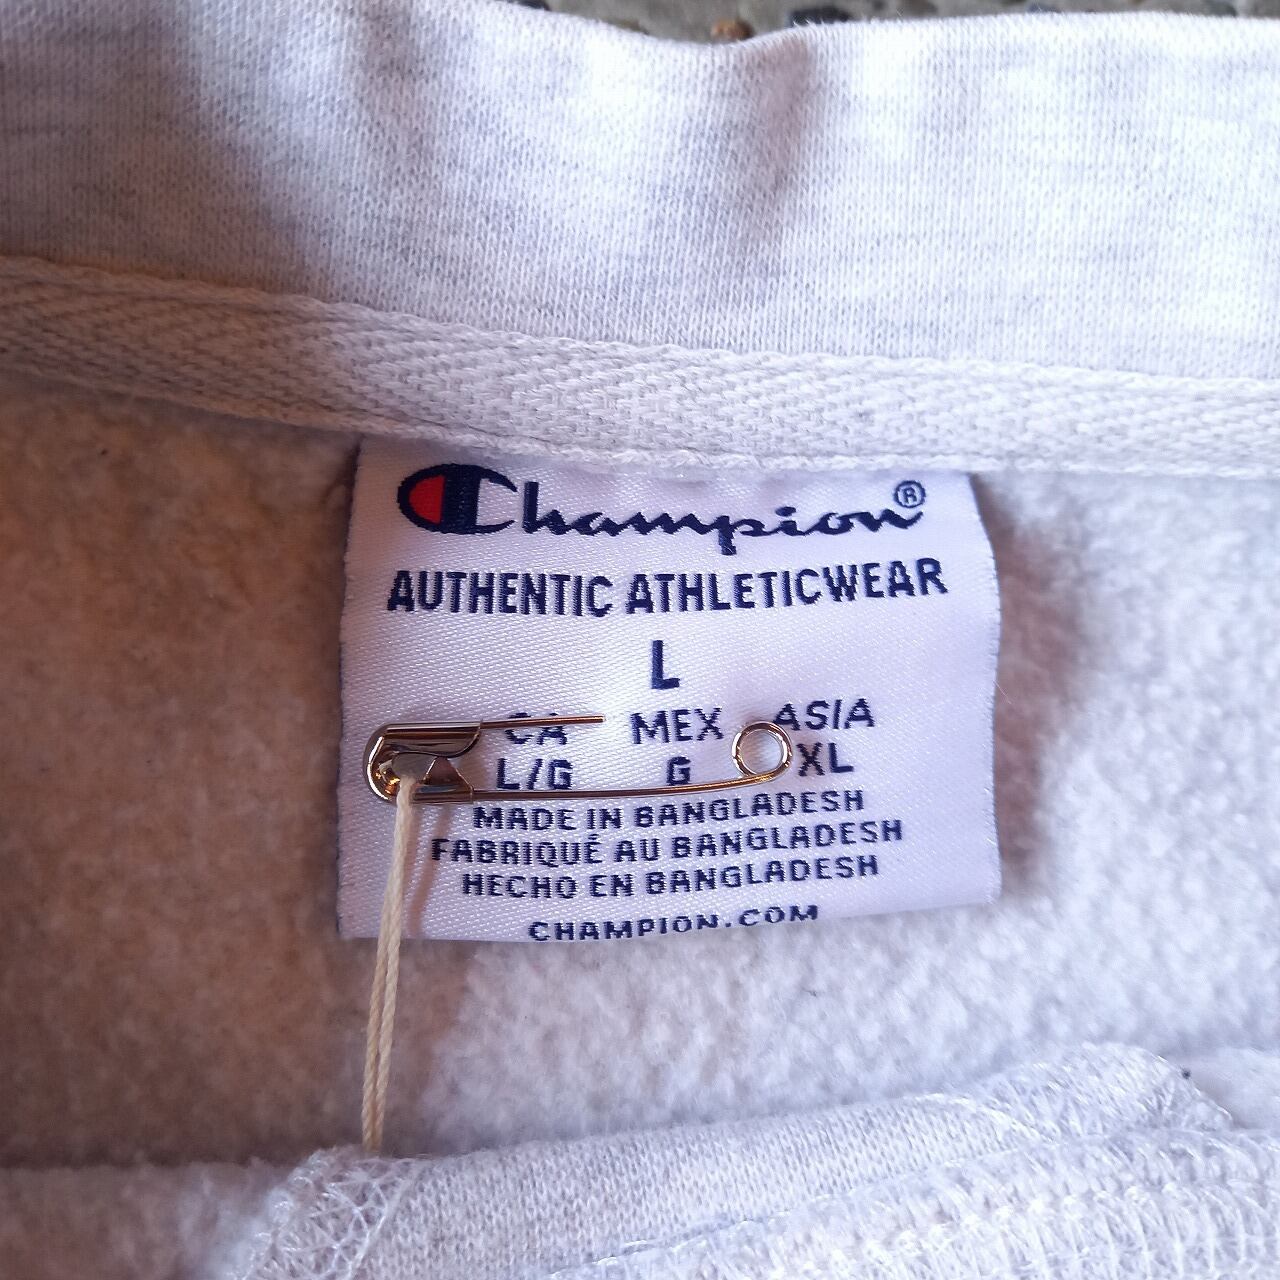 Champion®
AUTHENTIC ATHLETICWEAR
L
CA MEX ASIA
L/G G XL
MADE IN BANGLADESH
FABRIQUÉ AU BANGLADESH
HECHO EN BANGLADESH
CHAMPION.COM